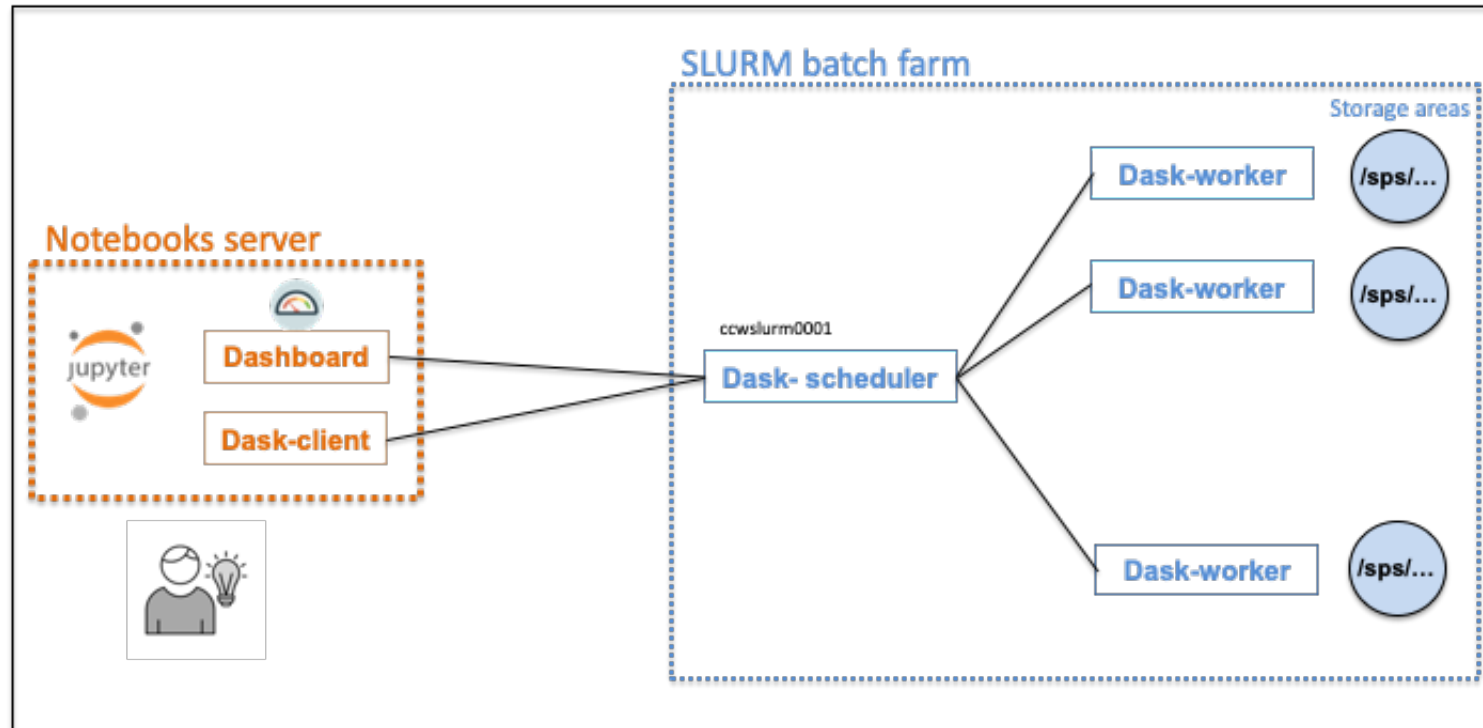 SLURM batch farm
Storage areas
Dask-worker
/sps/...
Notebooks server
Dask-worker
/sps/...
jupyter
Dashboard
ccwslurm0001
Dask- scheduler
Dask-client
Dask-worker
/sps/...